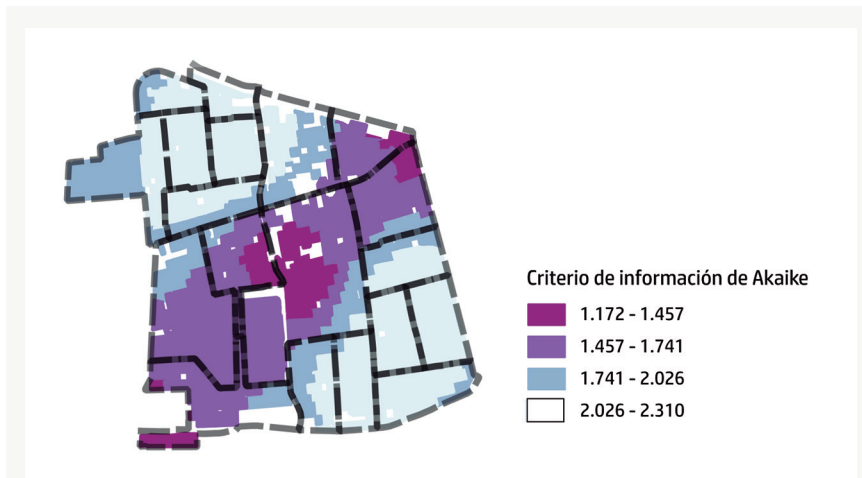 Criterio de información de Akaike
1.172 - 1.457
1.457 - 1.741
1.741 - 2.026
2.026 - 2.310